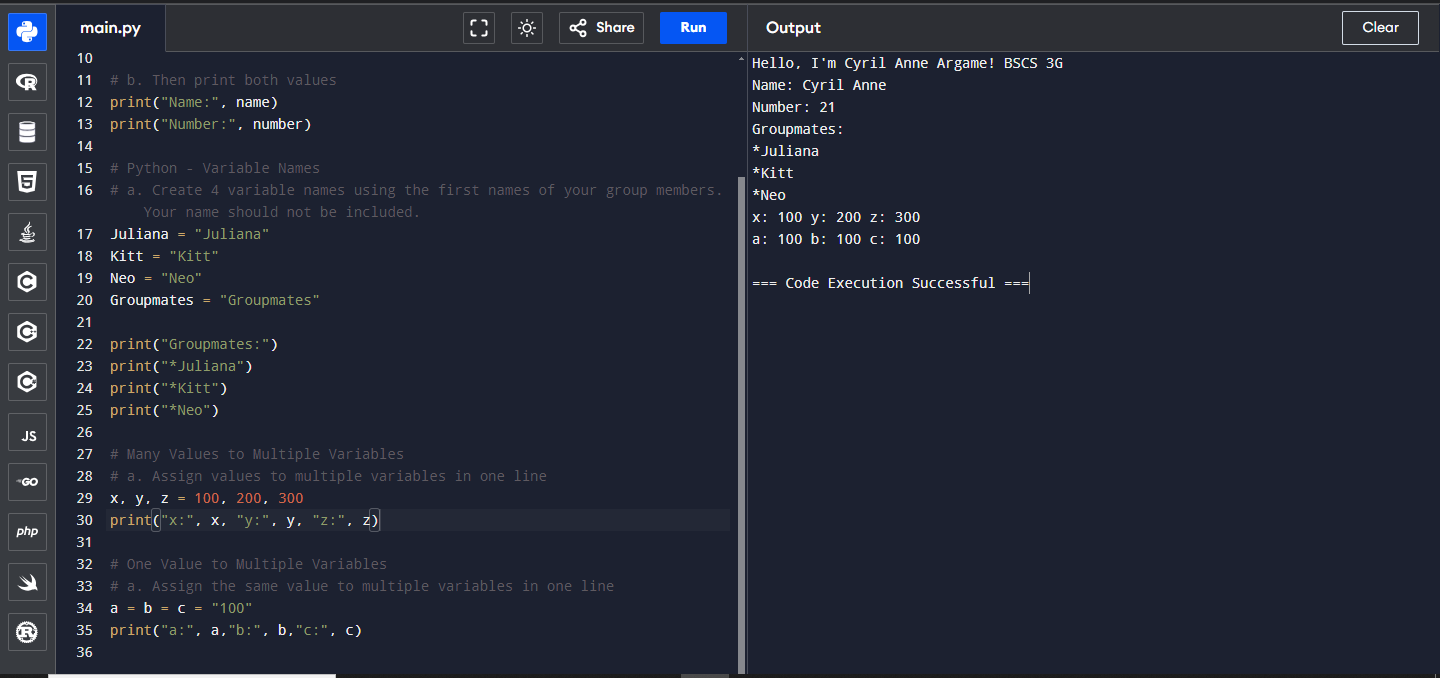 main.py
Share
Run
Output
Clear
R
5
JS
GO
php
R
10
11 # b. Then print both values
12 print("Name:", name)
13 print("Number:", number)
14
15 # Python - Variable Names
16 # a. Create 4 variable names using the first names of your group members.
Your name should not be included.
17 Juliana = "Juliana"
18 Kitt = "Kitt"
19 Neo = "Neo"
20 Groupmates = "Groupmates"
21
22 print("Groupmates:")
23 print("*Juliana")
24 print("*Kitt")
25 print("*Neo")
26
27 # Many Values to Multiple Variables
28 # a. Assign values to multiple variables in one line
29 x, y, z = 100, 200, 300
30 print("x:", x, "y:", y, "z:", z)
31
32 # One Value to Multiple Variables
33 # a. Assign the same value to multiple variables in one line
34 a = b = c = "100"
35 print("a:", a,"b:", b,"c:", c)
36
Hello, I'm Cyril Anne Argame! BSCS 3G
Name: Cyril Anne
Number: 21
Groupmates:
*Juliana
*Kitt
*Neo
x: 100 y: 200 z: 300
a: 100 b: 100 c: 100
=== Code Execution Successful ===